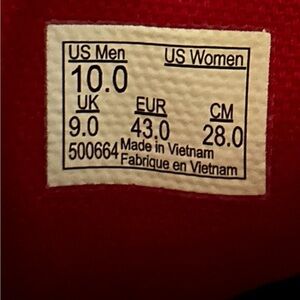 US Men US Women
10.0
UK EUR CM
9.0 43.0 28.0
500664 Made in Vietnam
Fabrique en Vietnam